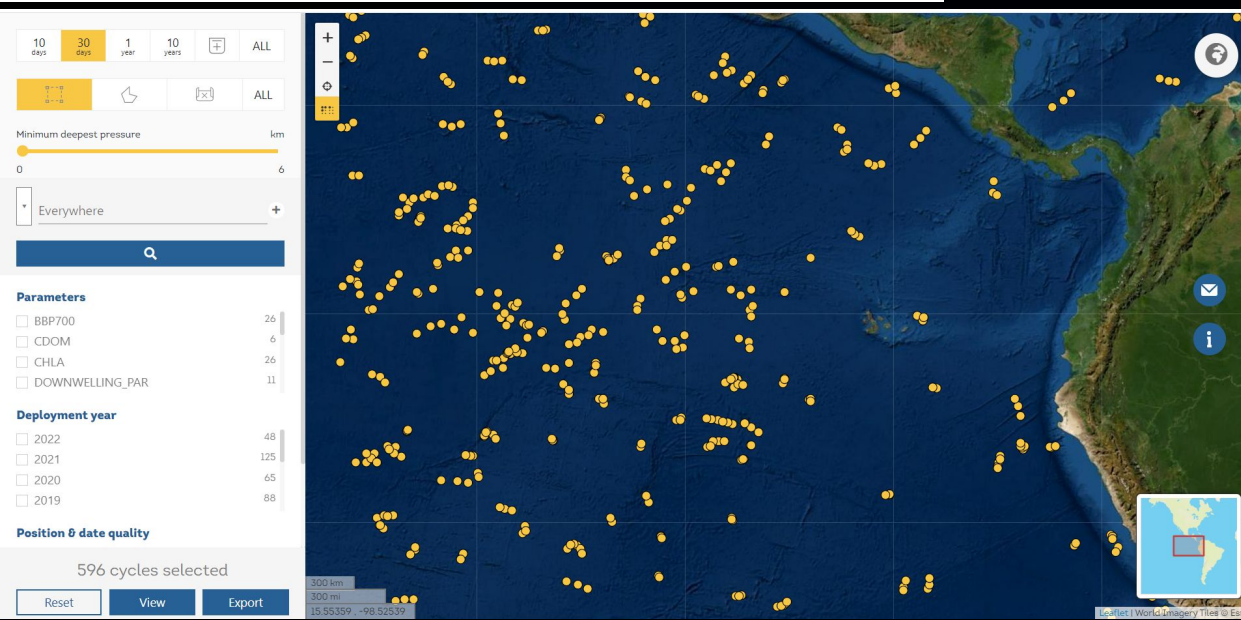 10 30 1 10 ALL
days days year years
ALL
Minimum deepest pressure km
0 6
Everywhere
Parameters
BBP700 26
CDOM 6
CHLA 26
DOWNWELLING_PAR 11
Deployment year
2022 48
2021 125
2020 65
2019 88
Position & date quality
596 cycles selected
Reset View Export
300 km
300 mi
15.55359 , -98.52539
Leaflet | World Imagery Tiles © Es